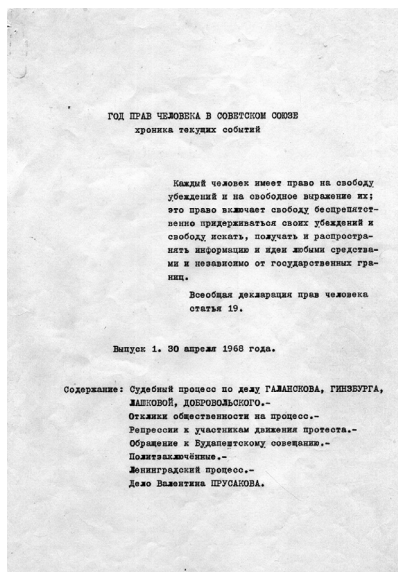 ГОД ПРАВ ЧЕЛОВЕКА В СОВЕТСКОМ СОЮЗЕ
хроника текущих событий
Каждый человек имеет право на свободу
убеждений и на свободное выражение их;
это право включает свободу беспрепятст-
венно придерживаться своих убеждений и
свободу искать, получать и распростра-
нять информацию и идеи любыми средства-
ми и независимо от государственных гра-
ниц.
Всеобщая декларация прав человека
статья 19.
Выпуск 1. 30 апреля 1968 года.
Содержание: Судебный процесс по делу ГАЛАНСКОВА, ГИНЗБУРГА,
ЛАШКОВОЙ, ДОБРОВОЛЬСКОГО.-
Отклики общественности на процесс.-
Репрессии к участникам движения протеста.-
Обращение к Будапештскому совещанию.-
Политзаключённые.-
Ленинградский процесс.-
Дело Валентина ПРУСАКОВА.